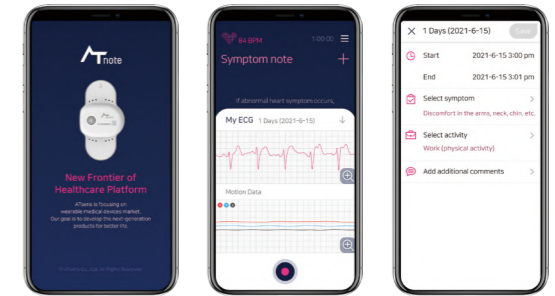 ATnote
New Frontier of
Healthcare Platform
ATsens is focusing on
wearable medical devices market.
Our goal is to develop the next-generation
products for better life.
84 BPM
1:00:00
Symptom note
If abnormal heart symptom occurs,
My ECG 1 Days (2021-6-15)
Motion Data
1 Days (2021-6-15)
Save
Start 2021-6-15 3:00 pm
End 2021-6-15 3:01 pm
Select symptom
Discomfort in the arms, neck, chin, etc.
Select activity
Work (physical activity)
Add additional comments